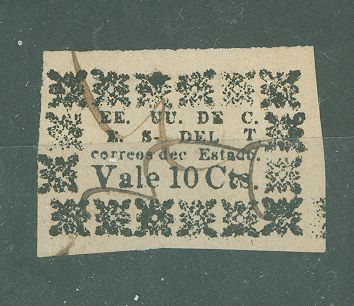 EE. UU. DE C.
E. S. DEL T
correos dec Estado.
Vale 10 Cts.